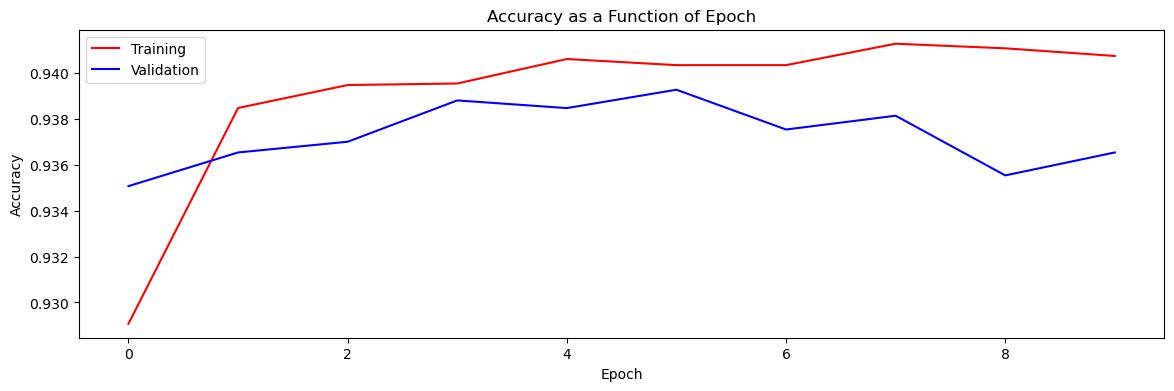 Accuracy as a Function of Epoch
Training
Validation
0.940
0.938
0.936
0.934
0.932
0.930
Accuracy
0
2
4
6
8
Epoch